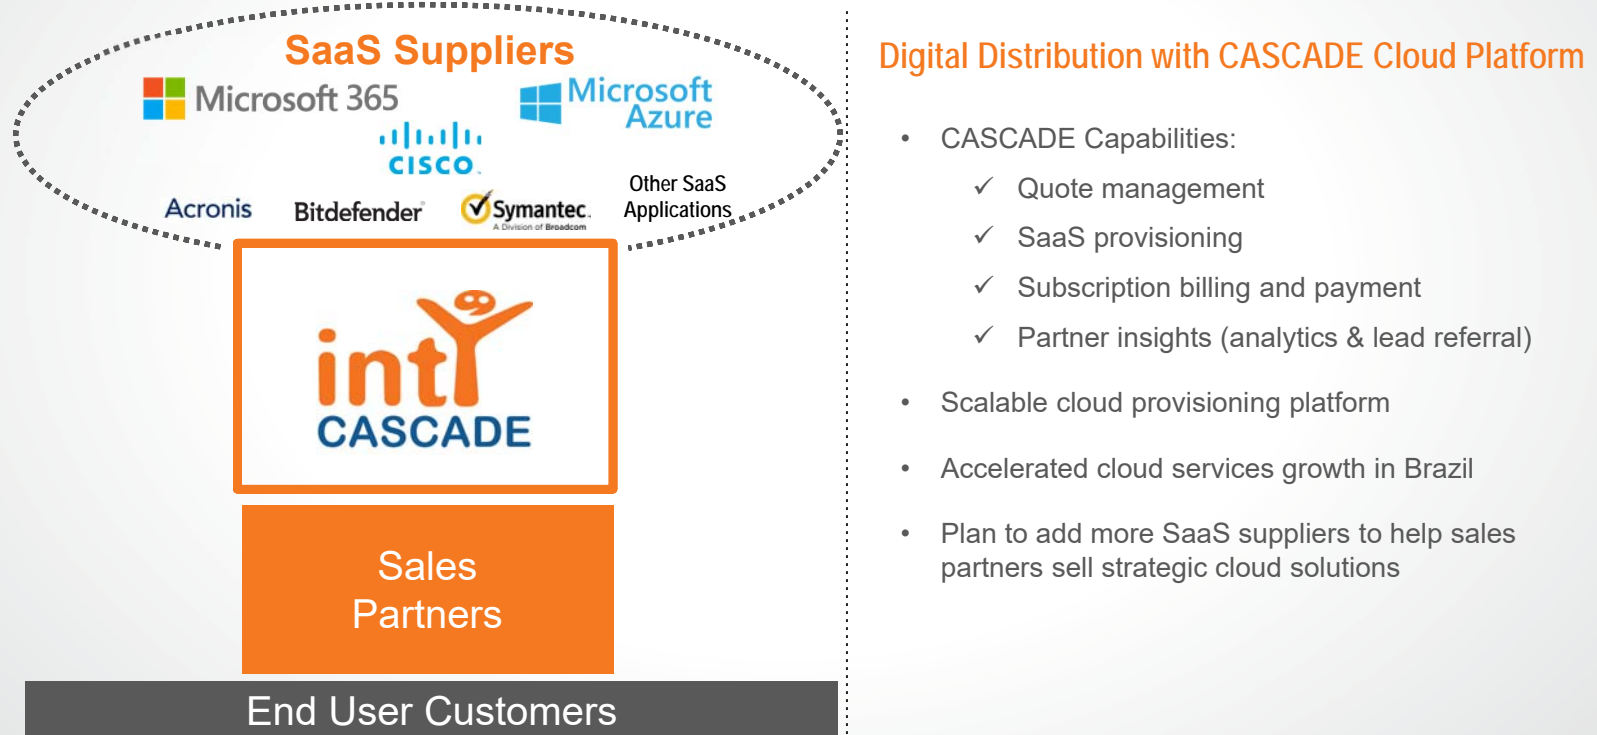 SaaS Suppliers
Microsoft 365
Microsoft
Azure
CISCO
Acronis
Bitdefender
Symantec.
A Division of Broadcom
Other SaaS
Applications
intY
CASCADE
Sales
Partners
End User Customers
Digital Distribution with CASCADE Cloud Platform
• CASCADE Capabilities:
✓ Quote management
✓ SaaS provisioning
✓ Subscription billing and payment
✓ Partner insights (analytics & lead referral)
• Scalable cloud provisioning platform
• Accelerated cloud services growth in Brazil
• Plan to add more SaaS suppliers to help sales
partners sell strategic cloud solutions